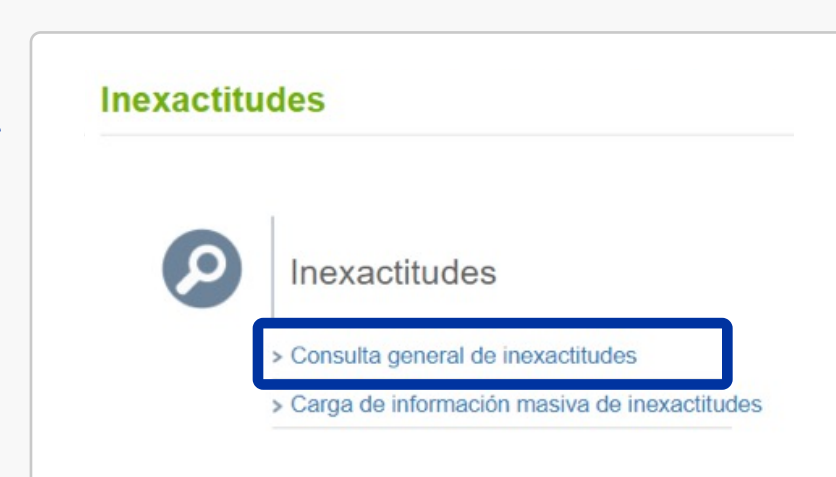 Inexactitudes
Inexactitudes
> Consulta general de inexactitudes
> Carga de información masiva de inexactitudes